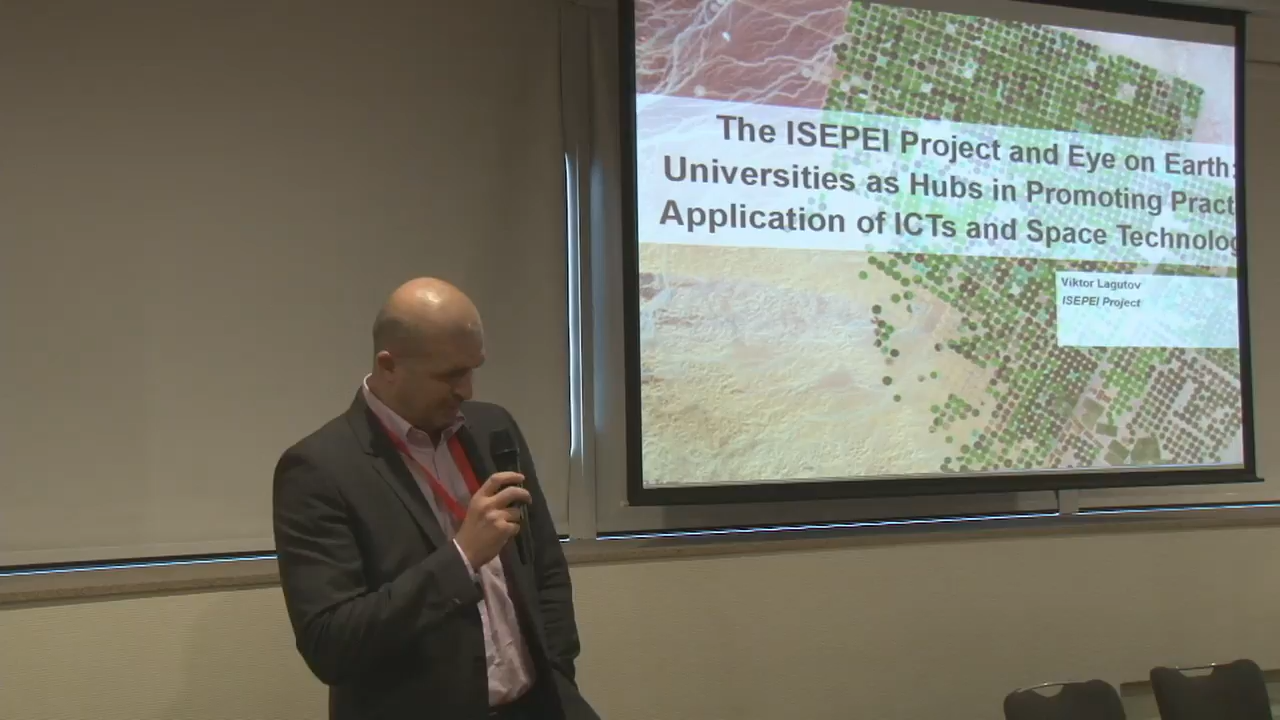 The ISEPEI Project and Eye on Earth:
Universities as Hubs in Promoting Pract
Application of ICTs and Space Technolog
Viktor Lagutov
ISEPEI Project